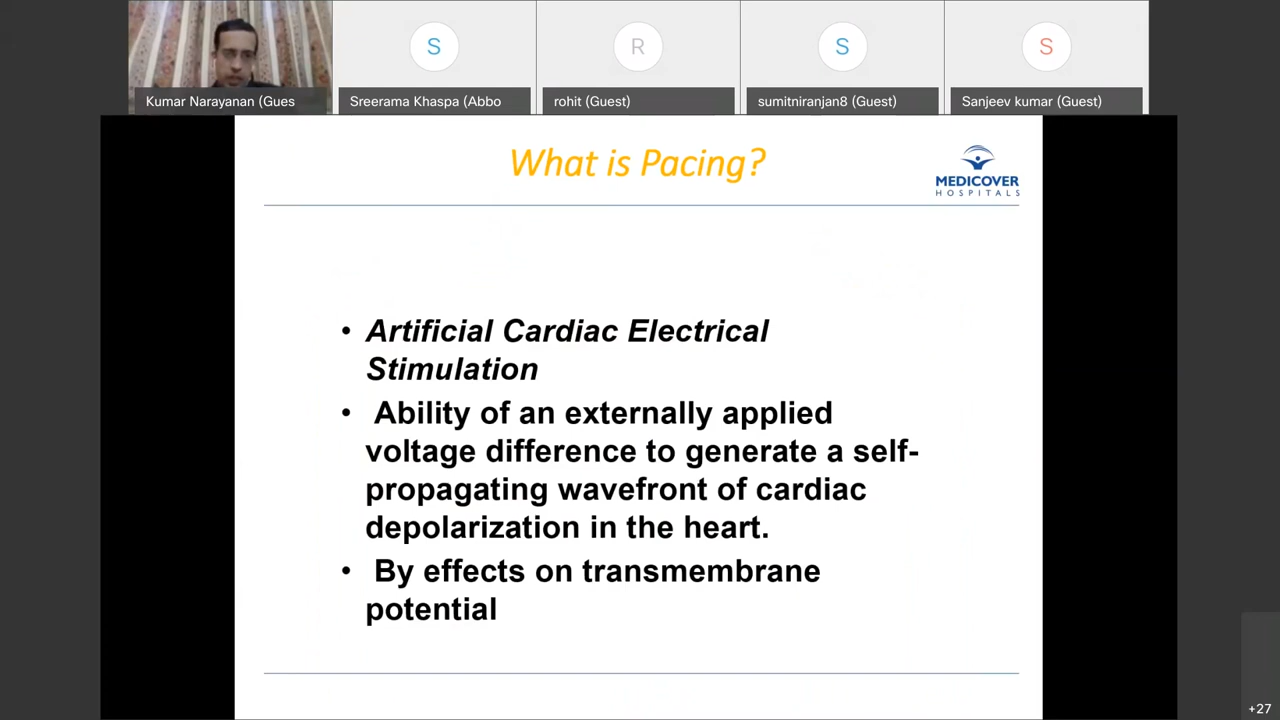 S
R
S
S
Kumar Narayanan (Gues
Sreerama Khaspa (Abbo
rohit (Guest)
sumitniranjan8 (Guest)
Sanjeev kumar (Guest)
What is Pacing?
MEDICOVER
HOSPITALS
• Artificial Cardiac Electrical
Stimulation
• Ability of an externally applied
voltage difference to generate a self-
propagating wavefront of cardiac
depolarization in the heart.
• By effects on transmembrane
potential
+27